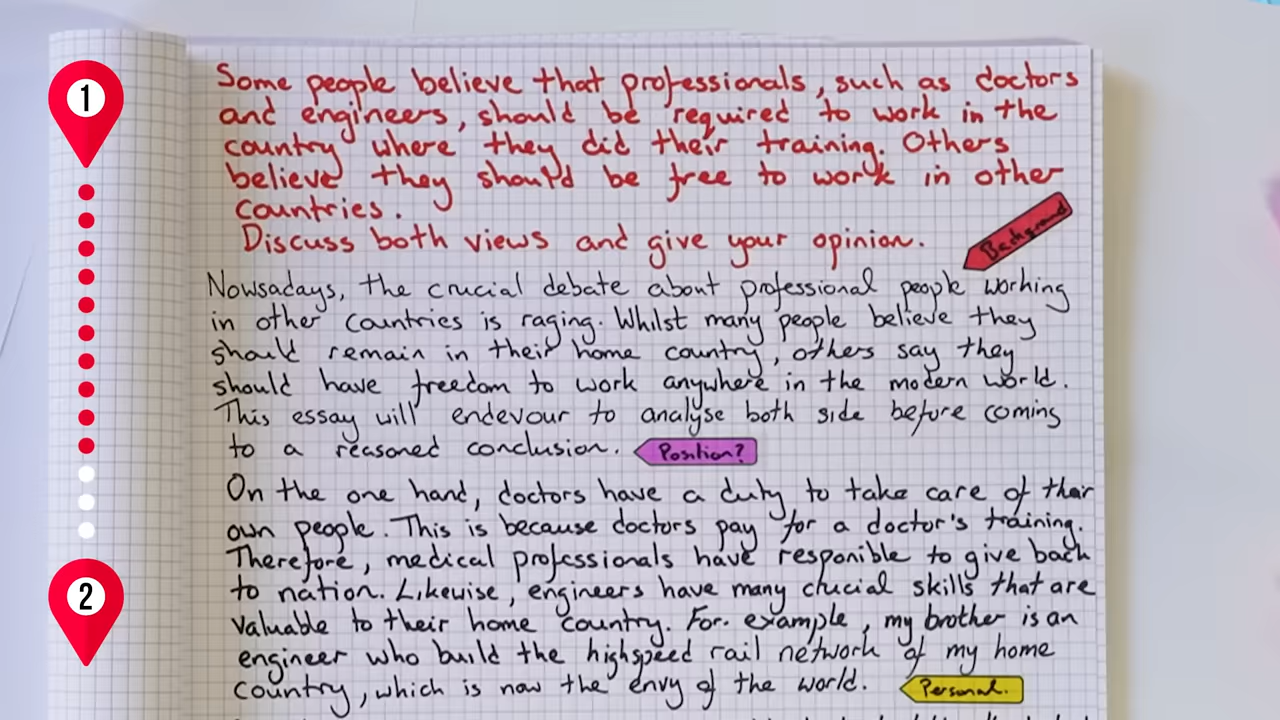 1
Some people believe that professionals, such as doctors
and engineers, should be required to work in the
country where they did their training. Others
believe they should be free to work in other
countries.
Discuss both views and give your opinion.
Background
Nowsadays, the crucial debate about professional people working
in other countries is raging. Whilst many people believe they
should remain in their home country, others say they
should have freedom to work anywhere in the modern world.
This essay will endevour to analyse both side before coming
to a reasoned conclusion.
Position?
On the one hand, doctors have a duty to take care of their
own people. This is because doctors pay for a doctor's training.
Therefore, medical professionals have responible to give back
to nation. Likewise, engineers have many crucial skills that are
valuable to their home country. For example, my brother is an
engineer who build the highspeed rail network of my home
country, which is now the envy of the world.
Personal.
2